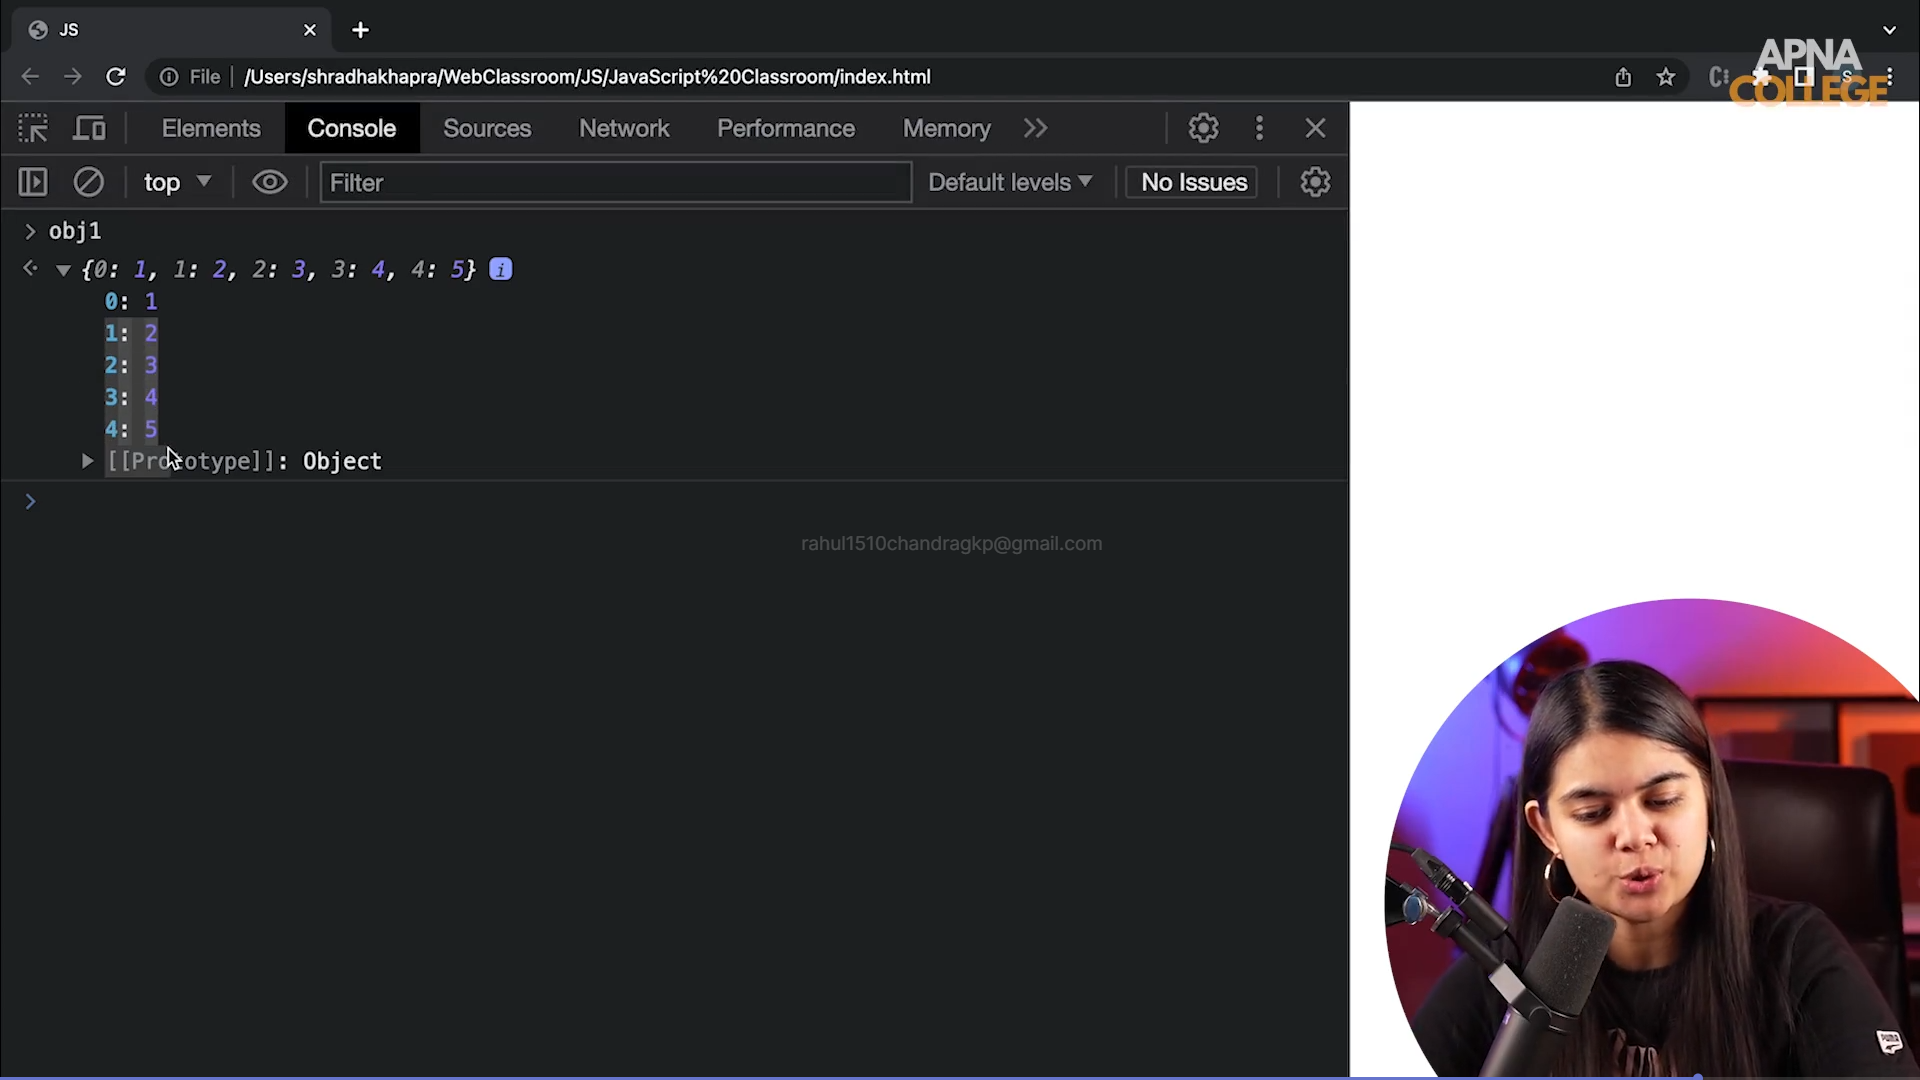 JS
APNA
COLLEGE
File /Users/shradhakhapra/WebClassroom/JS/JavaScript%20Classroom/index.html
Elements Console Sources Network Performance Memory
top Filter Default levels No Issues
obj1
{0: 1, 1: 2, 2: 3, 3: 4, 4: 5} i
0: 1
1: 2
2: 3
3: 4
4: 5
[[Prototype]]: Object
rahul1510chandragkp@gmail.com